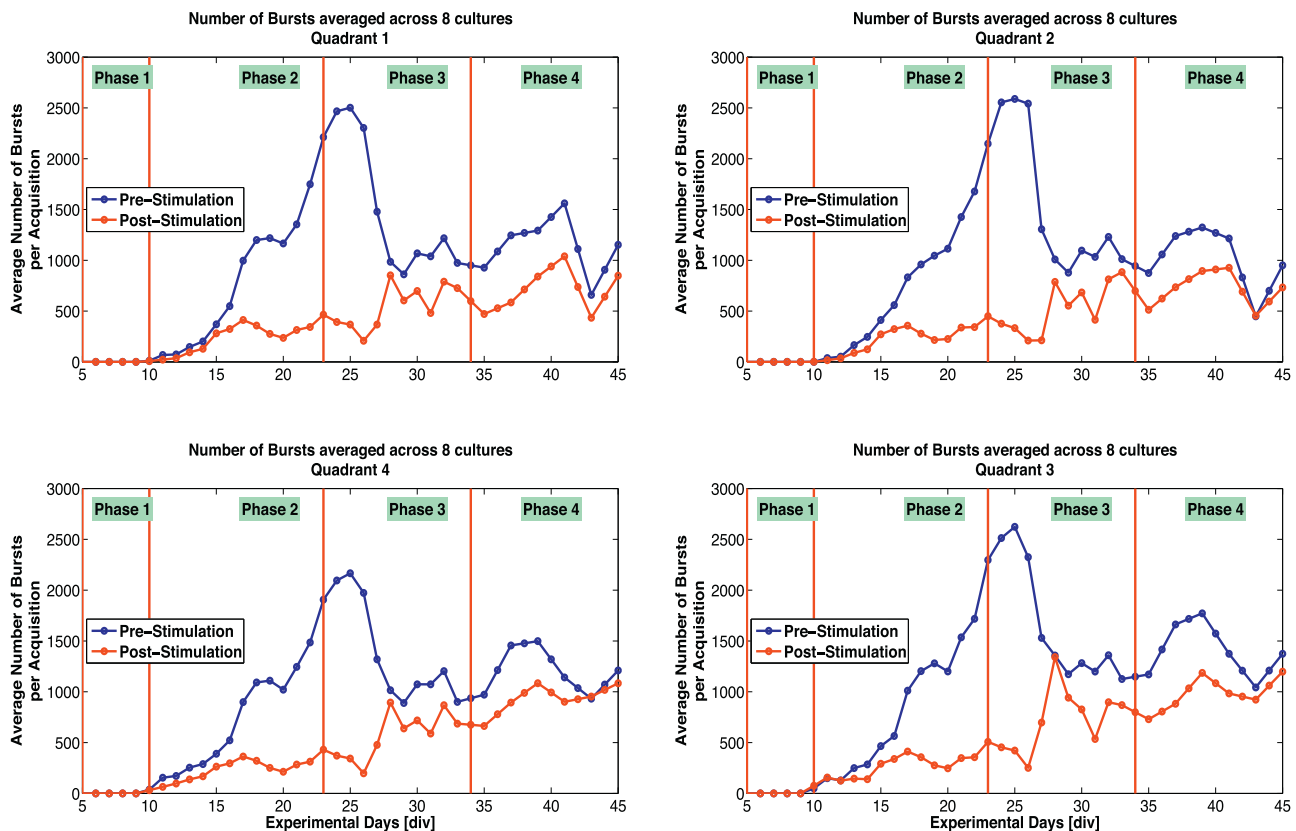 Number of Bursts averaged across 8 cultures
Quadrant 1
Average Number of Bursts
per Acquisition
3000
2500
2000
1500
1000
500
0
Phase 1
Phase 2
Phase 3
Phase 4
Pre-Stimulation
Post-Stimulation
5 10 15 20 25 30 35 40 45
Number of Bursts averaged across 8 cultures
Quadrant 2
Average Number of Bursts
per Acquisition
3000
2500
2000
1500
1000
500
0
Phase 1
Phase 2
Phase 3
Phase 4
Pre-Stimulation
Post-Stimulation
5 10 15 20 25 30 35 40 45
Number of Bursts averaged across 8 cultures
Quadrant 4
Average Number of Bursts
per Acquisition
3000
2500
2000
1500
1000
500
0
Phase 1
Phase 2
Phase 3
Phase 4
Pre-Stimulation
Post-Stimulation
5 10 15 20 25 30 35 40 45
Experimental Days [div]
Number of Bursts averaged across 8 cultures
Quadrant 3
Average Number of Bursts
per Acquisition
3000
2500
2000
1500
1000
500
0
Phase 1
Phase 2
Phase 3
Phase 4
Pre-Stimulation
Post-Stimulation
5 10 15 20 25 30 35 40 45
Experimental Days [div]